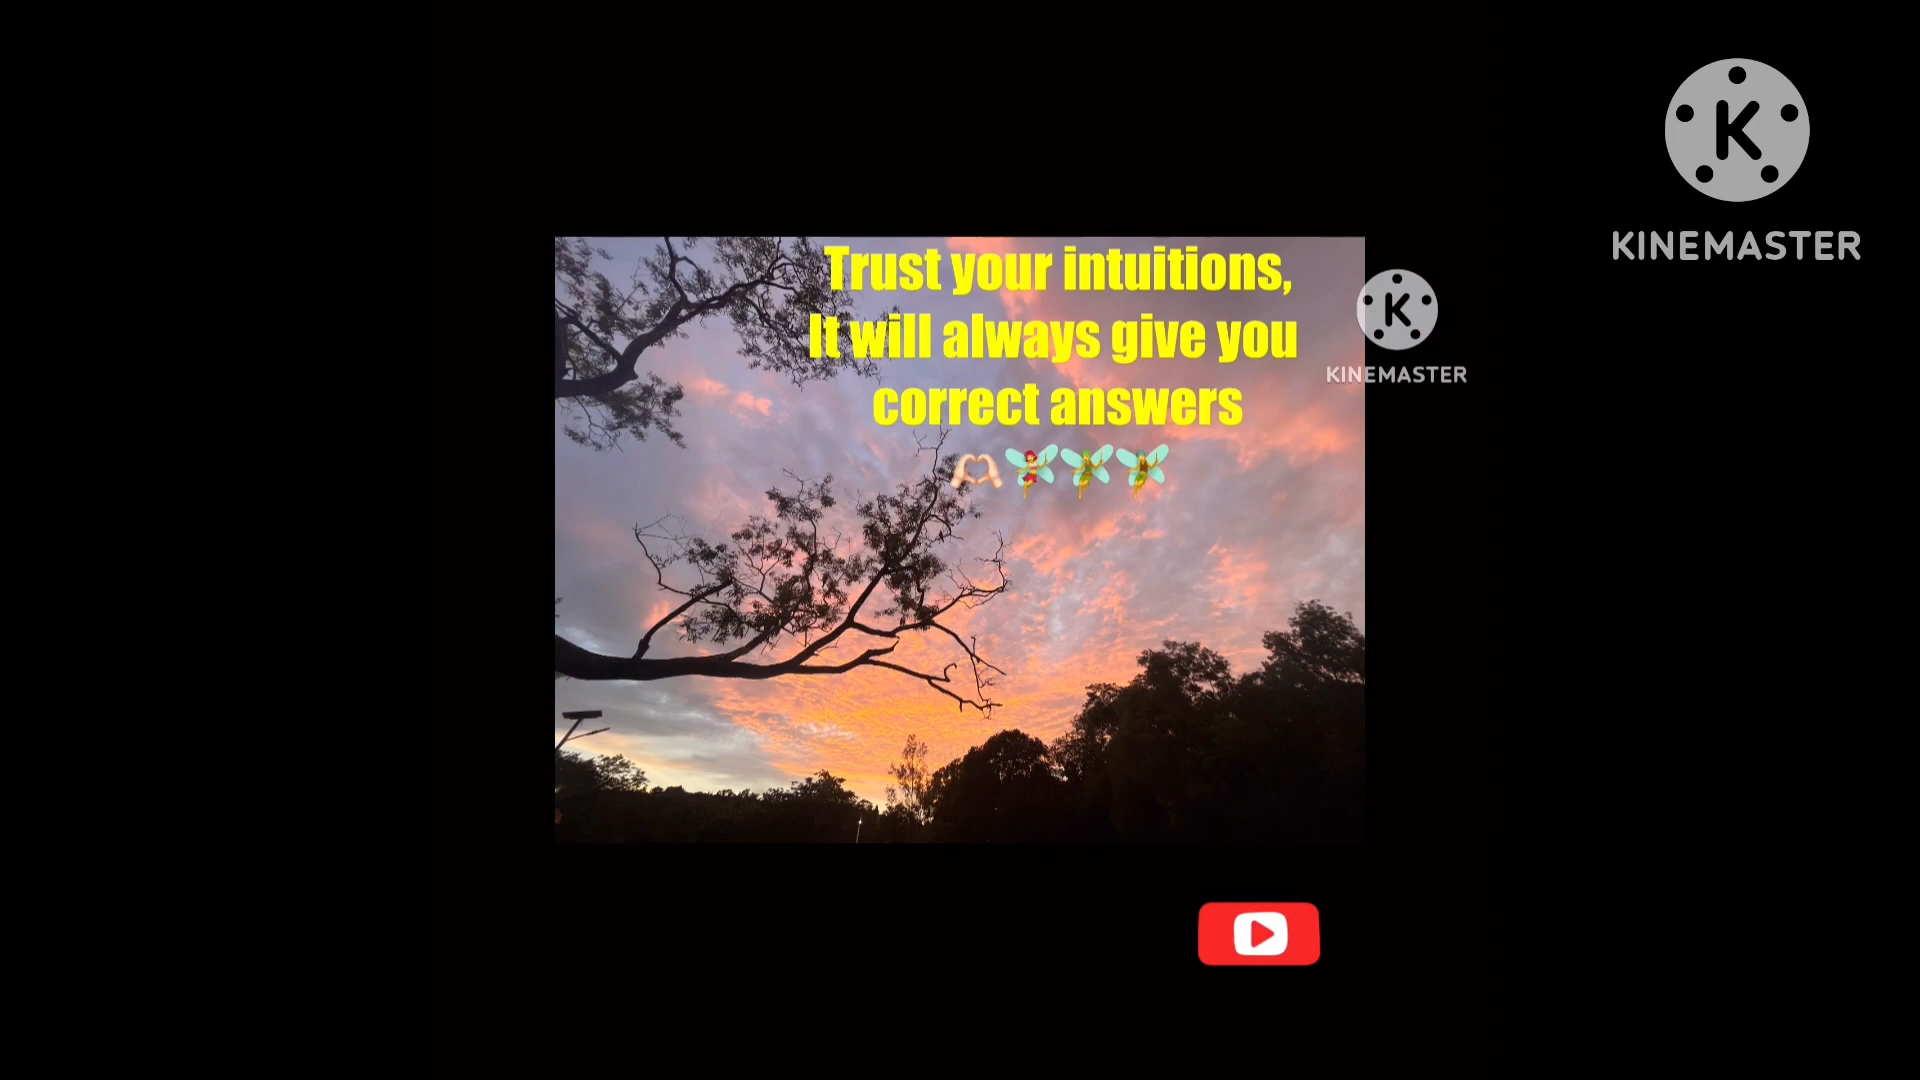 KINEMASTER
Trust your intuitions,
It will always give you
correct answers
🫶🏻🧚🏻‍♀️🧚‍♀️🧚‍♂️
KINEMASTER